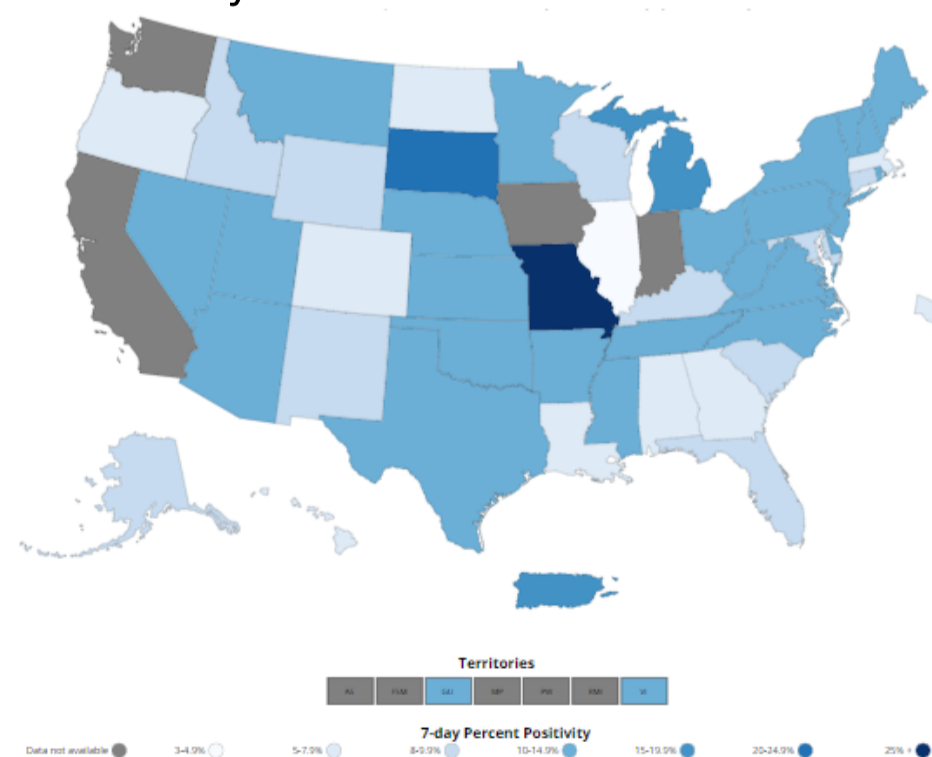 Territories
AS FSM GU MP PW RMI VI
7-day Percent Positivity
Data not available 3-4.9% 5-7.9% 8-9.9% 10-14.9% 15-19.9% 20-24.9% 25% +